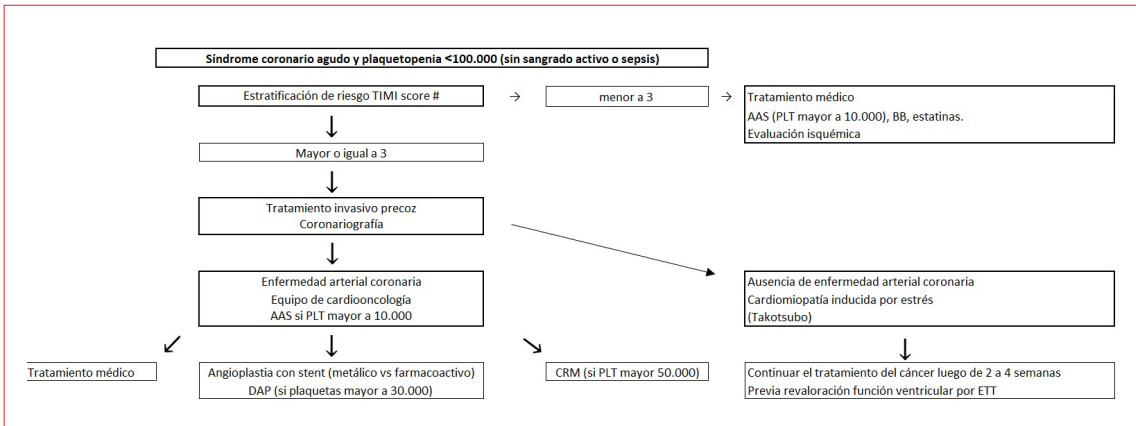 Síndrome coronario agudo y plaquetopenia <100.000 (sin sangrado activo o sepsis)
Estratificación de riesgo TIMI score #
→
menor a 3
→
Tratamiento médico
AAS (PLT mayor a 10.000), BB, estatinas.
Evaluación isquémica
Mayor o igual a 3
Tratamiento invasivo precoz
Coronariografía
Enfermedad arterial coronaria
Equipo de cardiooncología
AAS si PLT mayor a 10.000
Ausencia de enfermedad arterial coronaria
Cardiomiopatía inducida por estrés
(Takotsubo)
Tratamiento médico
Angioplastia con stent (metálico vs farmacoactivo)
DAP (si plaquetas mayor a 30.000)
CRM (si PLT mayor 50.000)
Continuar el tratamiento del cáncer luego de 2 a 4 semanas
Previa revaloración función ventricular por ETT